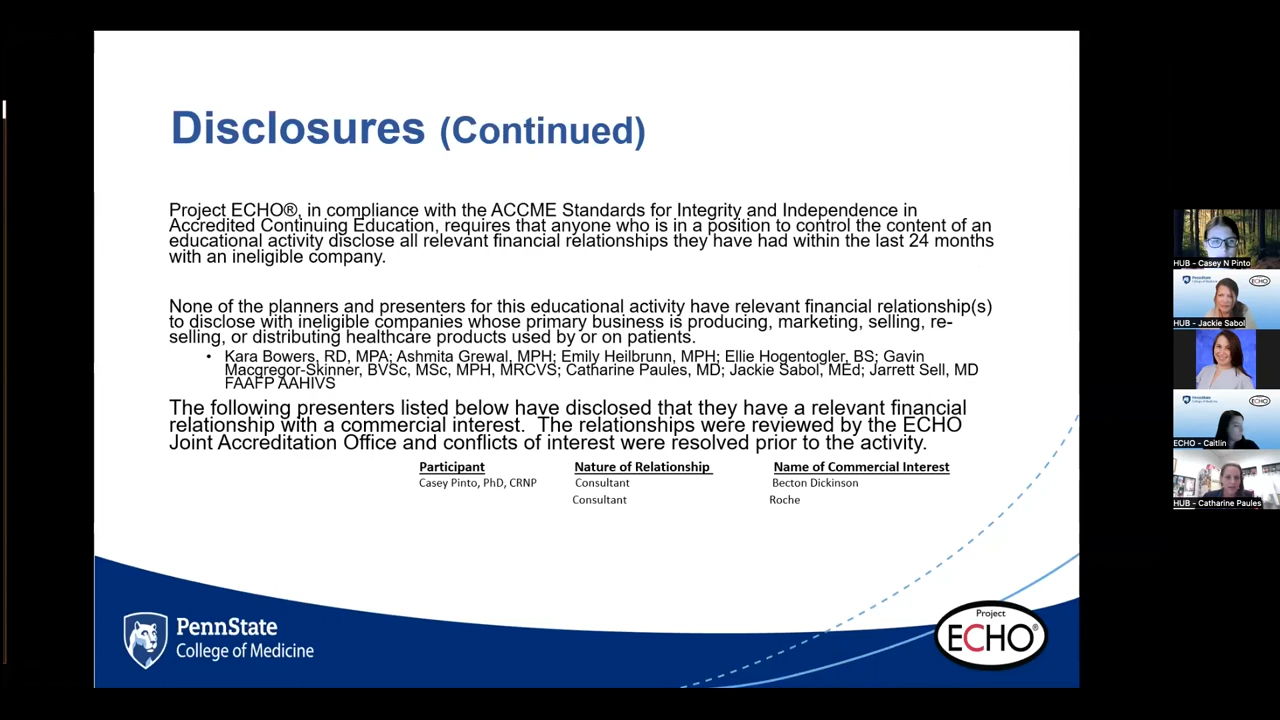 Disclosures (Continued)
Project ECHO®, in compliance with the ACCME Standards for Integrity and Independence in
Accredited Continuing Education, requires that anyone who is in a position to control the content of an
educational activity disclose all relevant financial relationships they have had within the last 24 months
with an ineligible company.
None of the planners and presenters for this educational activity have relevant financial relationship(s)
to disclose with ineligible companies whose primary business is producing, marketing, selling, re-
selling, or distributing healthcare products used by or on patients.
• Kara Bowers, RD, MPA; Ashmita Grewal, MPH; Emily Heilbrunn, MPH; Ellie Hogentogler, BS; Gavin
Macgregor-Skinner, BVSc, MSc, MPH, MRCVS; Catharine Paules, MD; Jackie Sabol, MEd; Jarrett Sell, MD
FAAFP AAHIVS
The following presenters listed below have disclosed that they have a relevant financial
relationship with a commercial interest. The relationships were reviewed by the ECHO
Joint Accreditation Office and conflicts of interest were resolved prior to the activity.
Participant Nature of Relationship Name of Commercial Interest
Casey Pinto, PhD, CRNP Consultant Becton Dickinson
Consultant Roche
PennState
College of Medicine
Project
ECHO®
HUB - Casey N Pinto
PennState
ECHO
HUB - Jackie Sabol
PennState
ECHO
ECHO - Caitlin
HUB - Catharine Paules